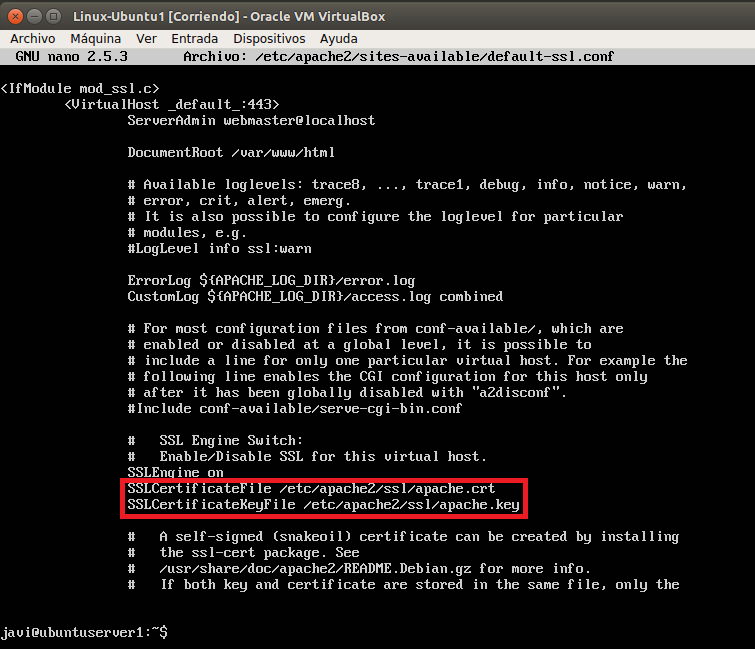 Linux-Ubuntu1 [Corriendo] - Oracle VM VirtualBox
Archivo Máquina Ver Entrada Dispositivos Ayuda
GNU nano 2.5.3 Archivo: /etc/apache2/sites-available/default-ssl.conf
<IfModule mod_ssl.c>
<VirtualHost _default_:443>
ServerAdmin webmaster@localhost
DocumentRoot /var/www/html
# Available loglevels: trace8, ..., trace1, debug, info, notice, warn,
# error, crit, alert, emerg.
# It is also possible to configure the loglevel for particular
# modules, e.g.
#LogLevel info ssl:warn
ErrorLog ${APACHE_LOG_DIR}/error.log
CustomLog ${APACHE_LOG_DIR}/access.log combined
# For most configuration files from conf-available/, which are
# enabled or disabled at a global level, it is possible to
# include a line for only one particular virtual host. For example the
# following line enables the CGI configuration for this host only
# after it has been globally disabled with "a2disconf".
#Include conf-available/serve-cgi-bin.conf
# SSL Engine Switch:
# Enable/Disable SSL for this virtual host.
SSLEngine on
SSLCertificateFile /etc/apache2/ssl/apache.crt
SSLCertificateKeyFile /etc/apache2/ssl/apache.key
# A self-signed (snakeoil) certificate can be created by installing
# the ssl-cert package. See
# /usr/share/doc/apache2/README.Debian.gz for more info.
# If both key and certificate are stored in the same file, only the
javi@ubuntuserver1:~$